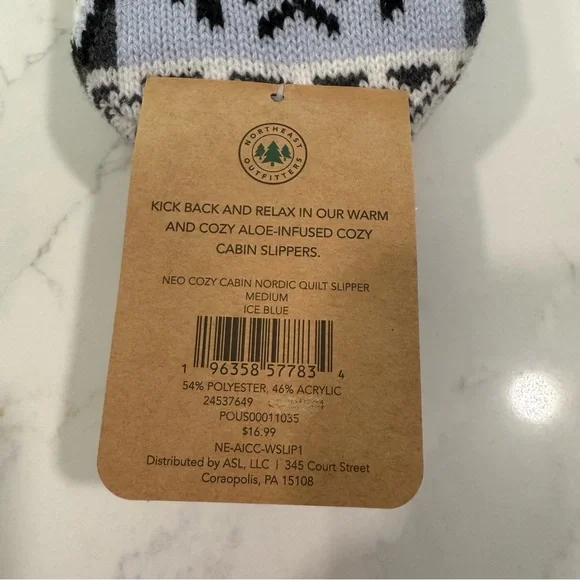 NORTHEAST
OUTFITTERS
KICK BACK AND RELAX IN OUR WARM
AND COZY ALOE-INFUSED COZY
CABIN SLIPPERS.
NEO COZY CABIN NORDIC QUILT SLIPPER
MEDIUM
ICE BLUE
1 96358 57783 4
54% POLYESTER, 46% ACRYLIC
24537649
POUS00011035
$16.99
NE-AICC-WSLIP1
Distributed by ASL, LLC | 345 Court Street
Coraopolis, PA 15108